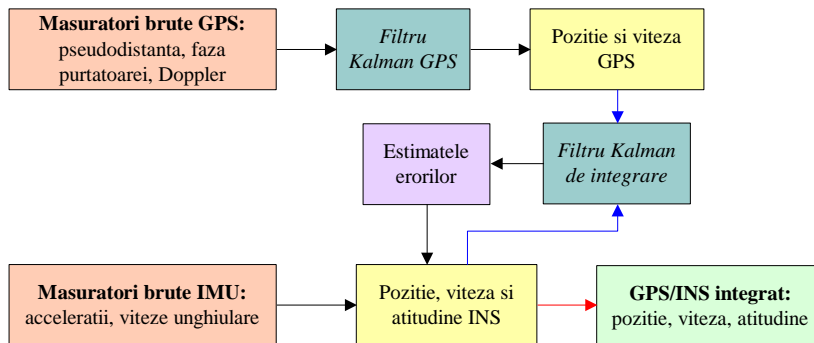 Masuratori brute GPS:
pseudodistanta, faza
purtatoarei, Doppler
Filtru
Kalman GPS
Pozitie si viteza
GPS
Estimatele
erorilor
Filtru Kalman
de integrare
Masuratori brute IMU:
acceleratii, viteze unghiulare
Pozitie, viteza si
atitudine INS
GPS/INS integrat:
pozitie, viteza, atitudine